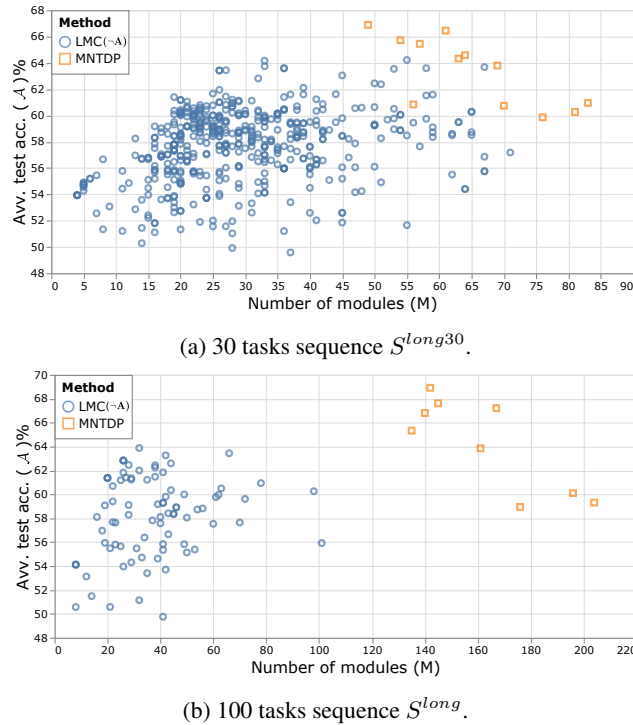 Method
LMC(¬A)
MNTDP
Avv. test acc. (𝒜)%
68
66
64
62
60
58
56
54
52
50
48
0 5 10 15 20 25 30 35 40 45 50 55 60 65 70 75 80 85 90
Number of modules (M)
(a) 30 tasks sequence S^{long30}.
Method
LMC(¬A)
MNTDP
Avv. test acc. (𝒜)%
70
68
66
64
62
60
58
56
54
52
50
48
0 20 40 60 80 100 120 140 160 180 200 220
Number of modules (M)
(b) 100 tasks sequence S^{long}.